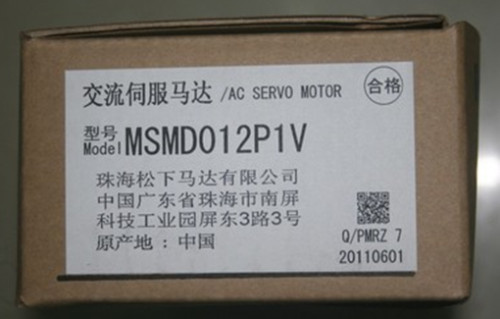 交流伺服马达 /AC SERVO MOTOR
合格
型号
Model MSMD012P1V
珠海松下马达有限公司
中国广东省珠海市南屏
科技工业园屏东3路3号
原产地：中国
Q/PMRZ 7
20110601